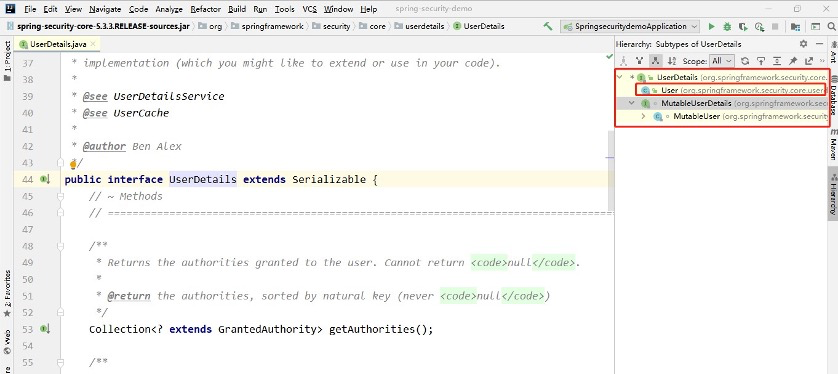 File Edit View Navigate Code Analyze Refactor Build Run Tools VCS Window Help spring-security-demo
spring-security-core-5.3.3.RELEASE-sources.jar org springframework security core userdetails UserDetails SpringsecuritydemoApplication
UserDetails.java
Hierarchy: Subtypes of UserDetails
Scope: All
UserDetails (org.springframework.security.core.
User (org.springframework.security.core.user
MutableUserDetails (org.springframework.sec
MutableUser (org.springframework.security
37 * implementation (which you might like to extend or use in your code).
38 *
39 * @see UserDetailsService
40 * @see UserCache
41 *
42 * @author Ben Alex
43 */
44 public interface UserDetails extends Serializable {
45 // ~ Methods
46 // ====================================================================
47
48 /**
49 * Returns the authorities granted to the user. Cannot return <code>null</code>.
50 *
51 * @return the authorities, sorted by natural key (never <code>null</code>)
52 */
53 Collection<? extends GrantedAuthority> getAuthorities();
54
55 /**
1: Project
2: Favorites
Web
Ant
Database
Maven
Hierarchy